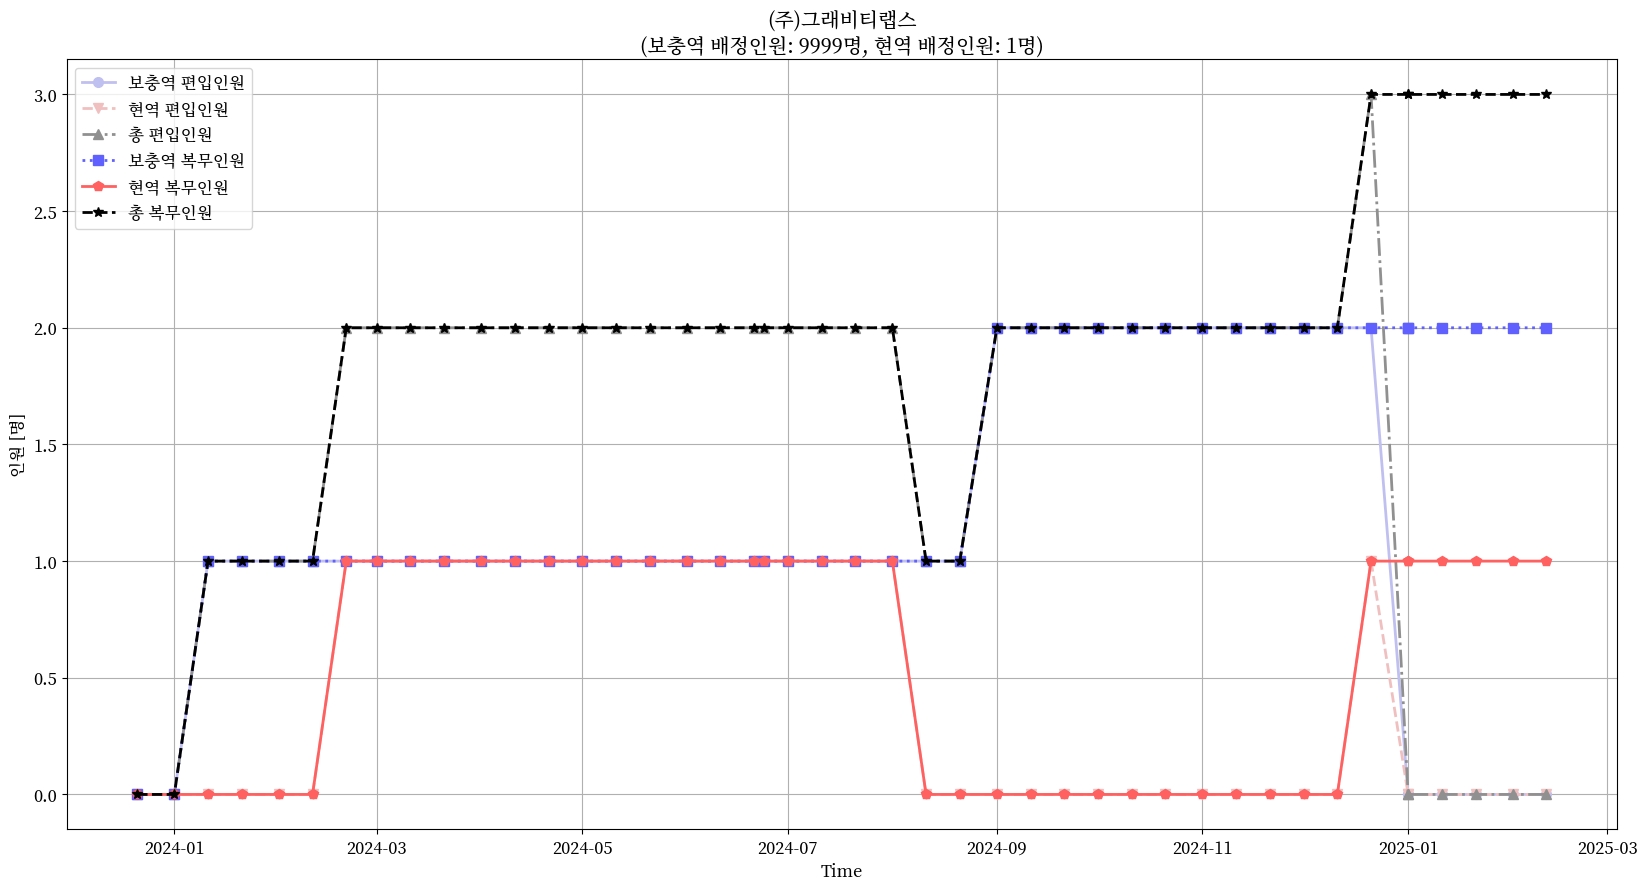 (주)그래비티랩스
(보충역 배정인원: 9999명, 현역 배정인원: 1명)
보충역 편입인원
현역 편입인원
총 편입인원
보충역 복무인원
현역 복무인원
총 복무인원
3.0
2.5
2.0
1.5
1.0
0.5
0.0
인원 [명]
2024-01
2024-03
2024-05
2024-07
2024-09
2024-11
2025-01
2025-03
Time